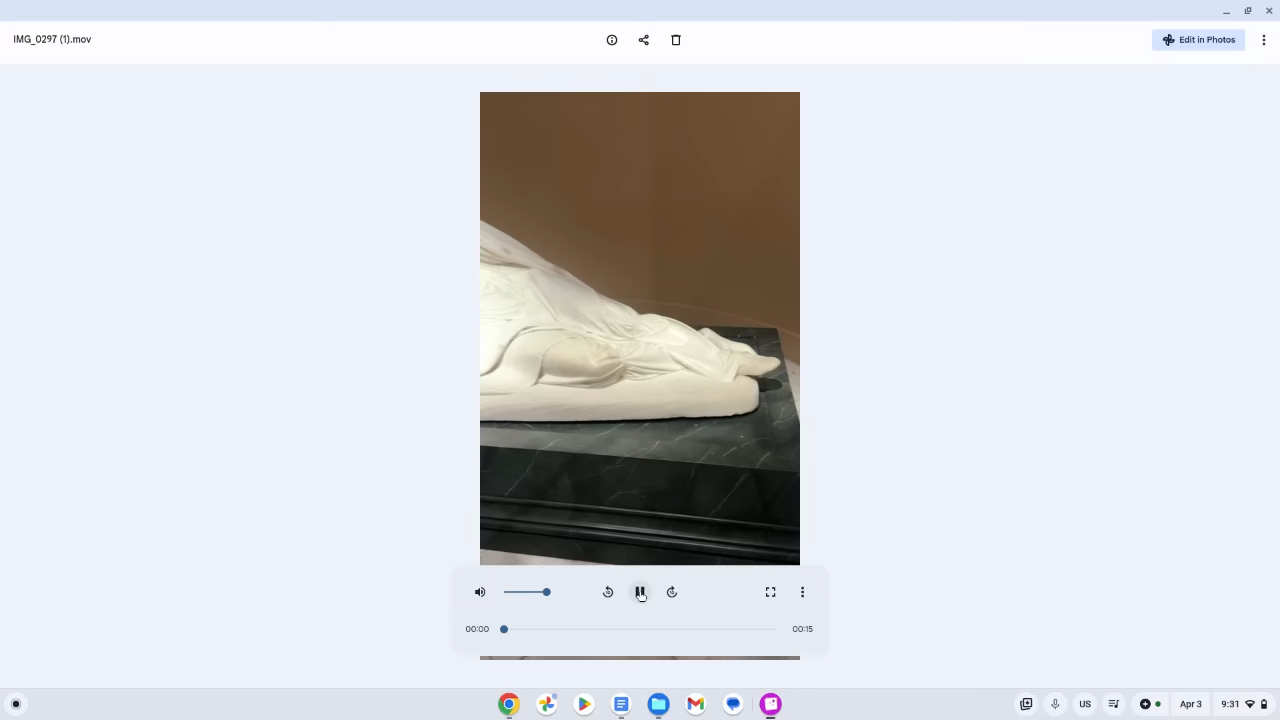 IMG_0297 (1).mov
Edit in Photos
00:00
00:15
US
Apr 3
9:31